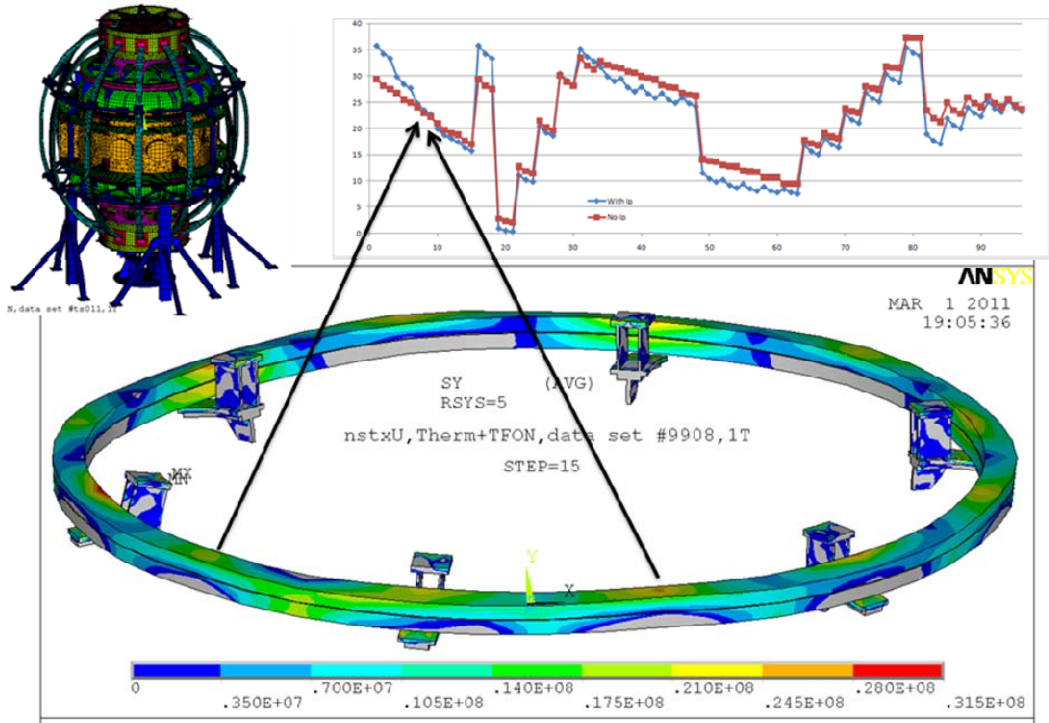 40
35
30
25
20
15
10
5
0
0 10 20 30 40 50 60 70 80 90
With Ip
No Ip
N,data set #ts011,1T
ANSYS
MAR 1 2011
19:05:36
SY (AVG)
RSYS=5
nstxU,Therm+TFON,data set #9908,1T
STEP=15
MX
MN
Y
X
0 .700E+07 .140E+08 .210E+08 .280E+08
.350E+07 .105E+08 .175E+08 .245E+08 .315E+08